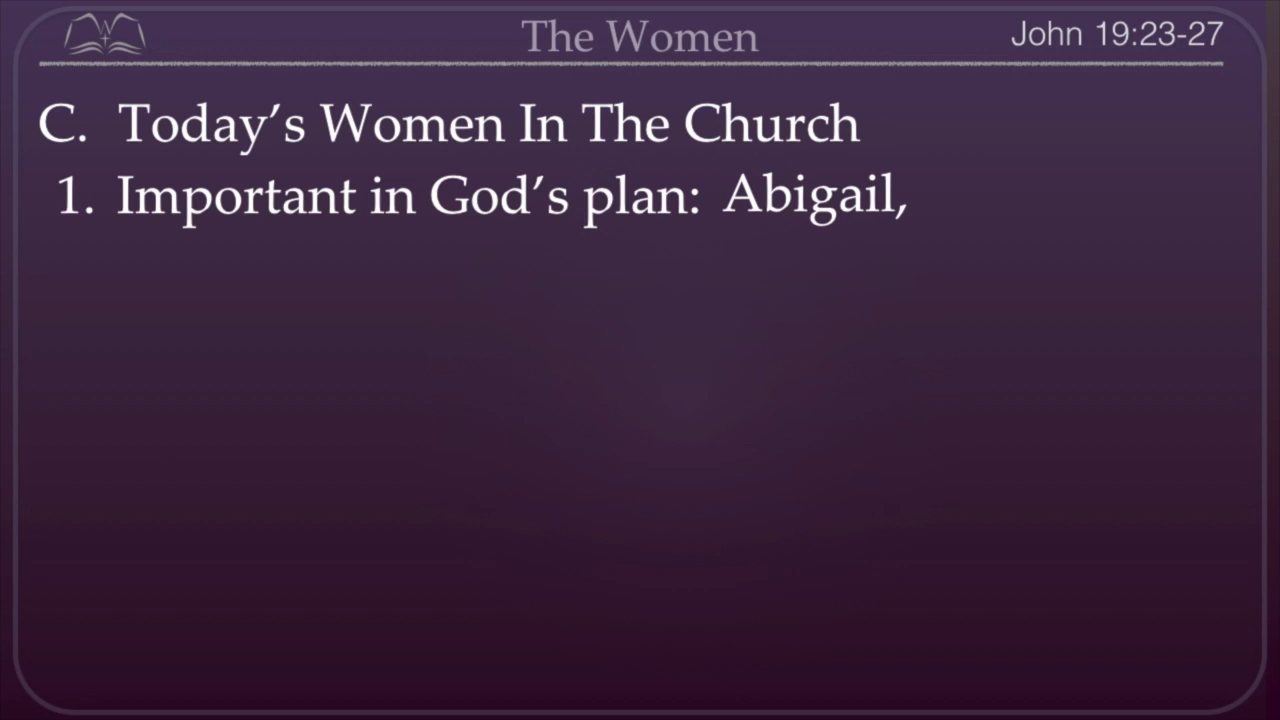 The Women
John 19:23-27
C. Today’s Women In The Church
1. Important in God’s plan: Abigail,